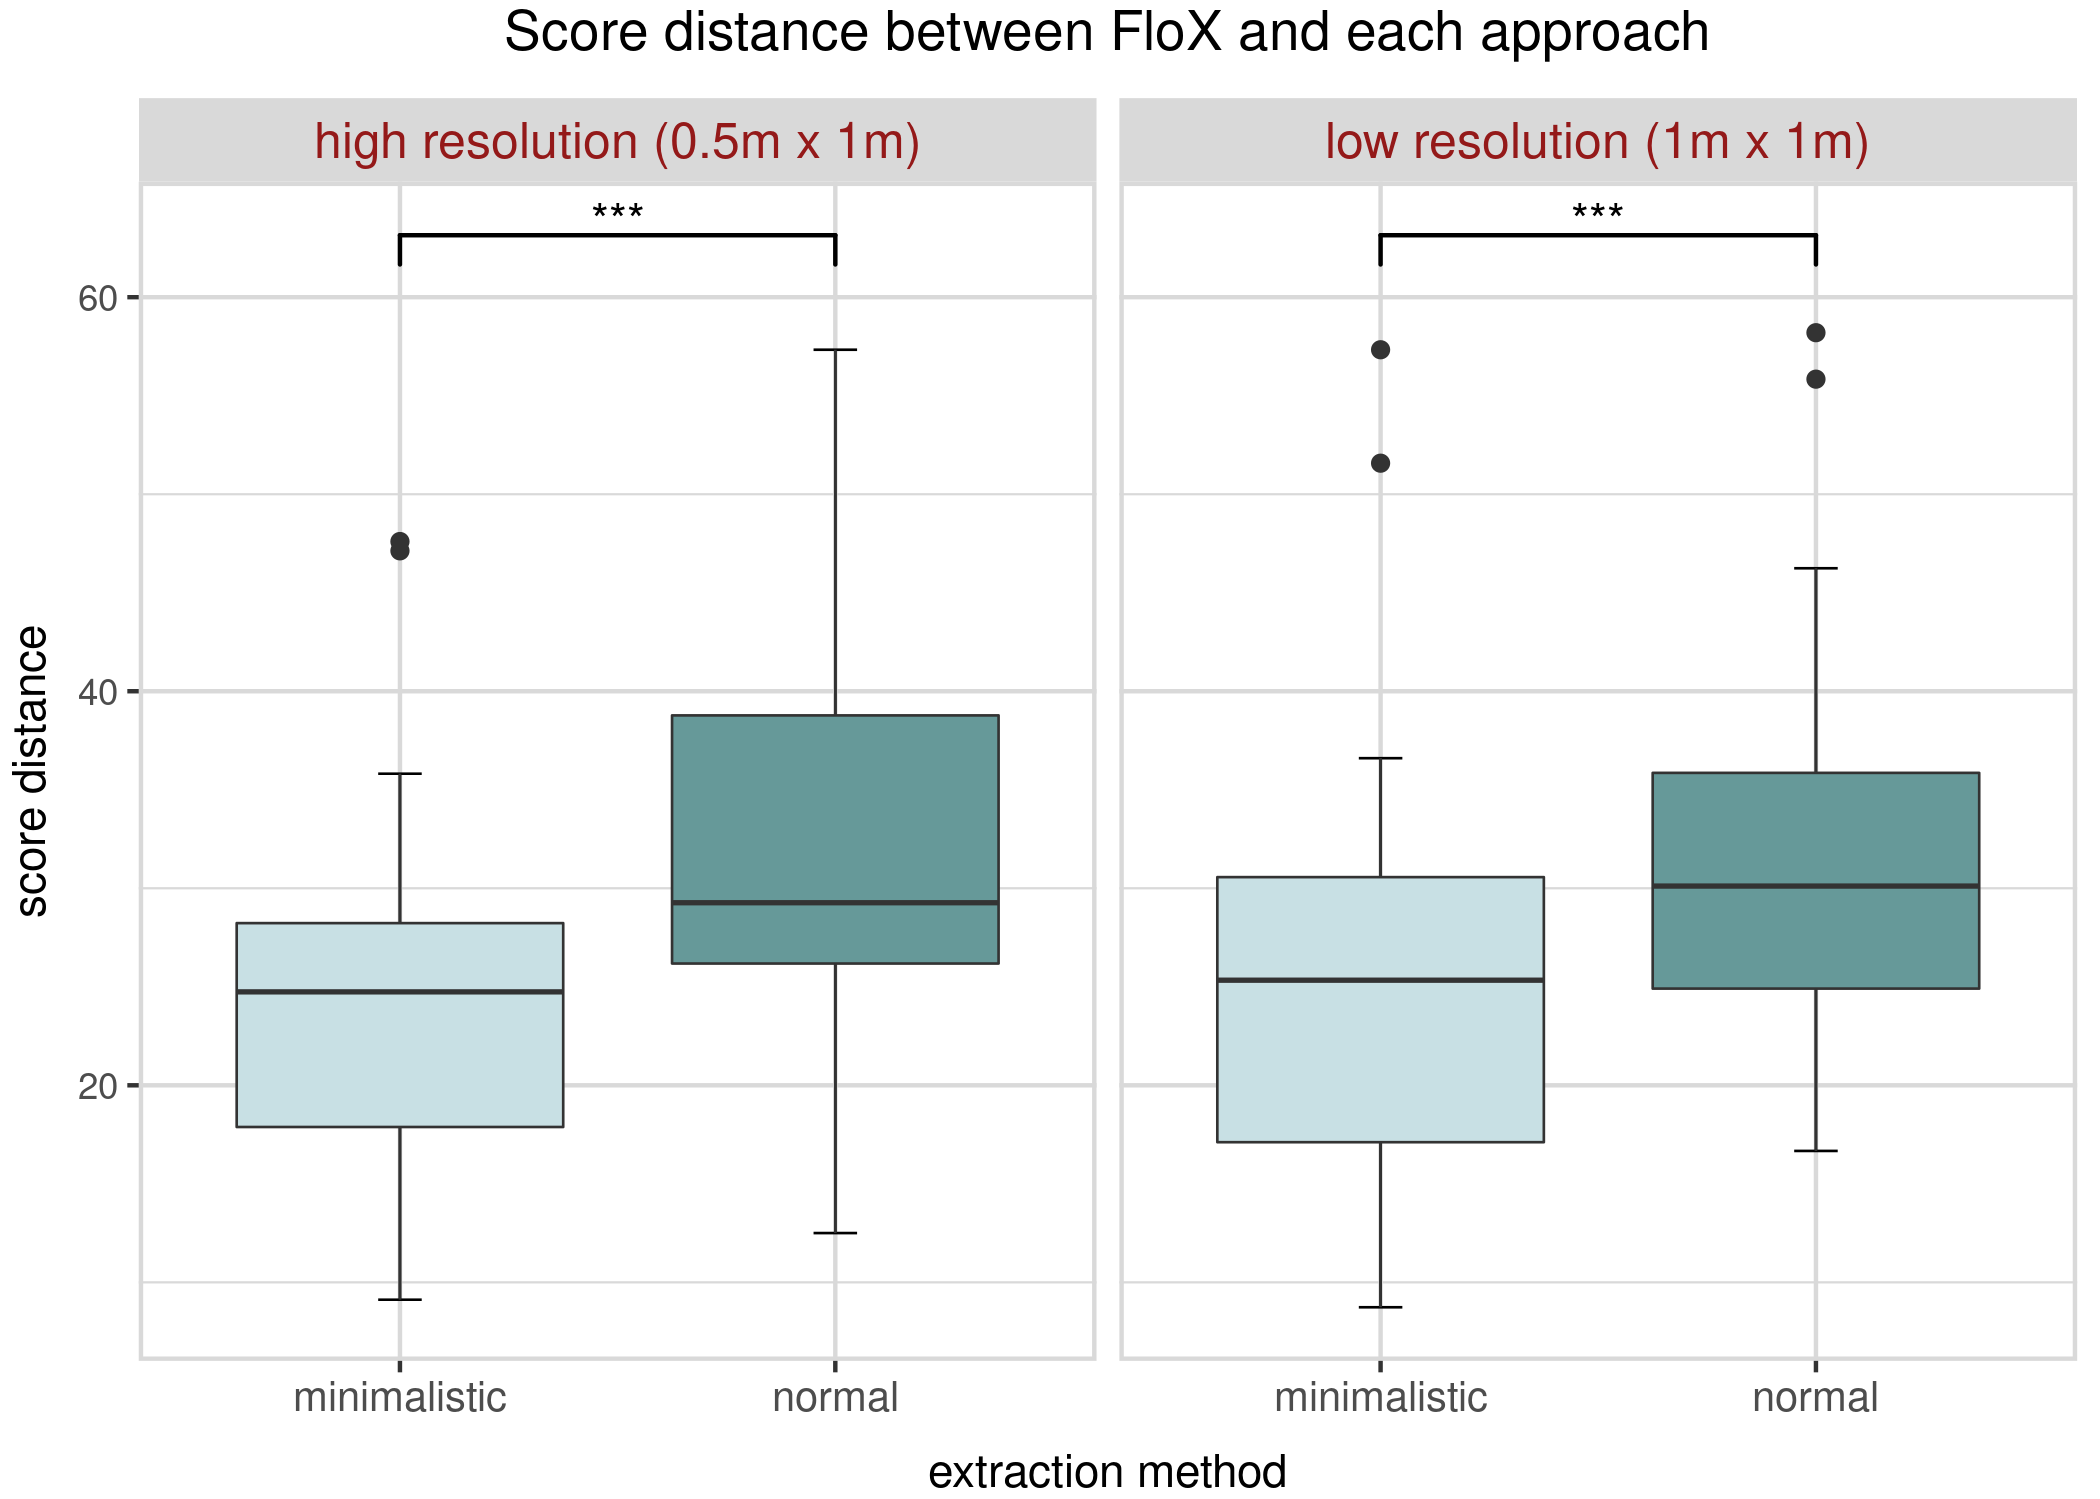 Score distance between FloX and each approach
high resolution (0.5m x 1m)
low resolution (1m x 1m)
***
***
60
40
20
score distance
minimalistic
normal
minimalistic
normal
extraction method